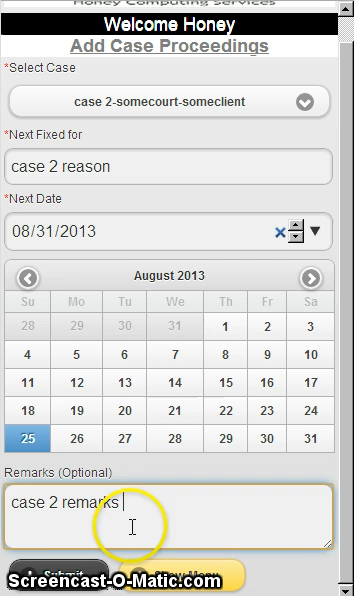 Honey Computing Services
Welcome Honey
Add Case Proceedings
*Select Case
case 2-somecourt-someclient
*Next Fixed for
case 2 reason
*Next Date
08/31/2013
August 2013
Su Mo Tu We Th Fr Sa
28 29 30 31 1 2 3
4 5 6 7 8 9 10
11 12 13 14 15 16 17
18 19 20 21 22 23 24
25 26 27 28 29 30 31
Remarks (Optional)
case 2 remarks
Submit
Screencast-O-Matic.com